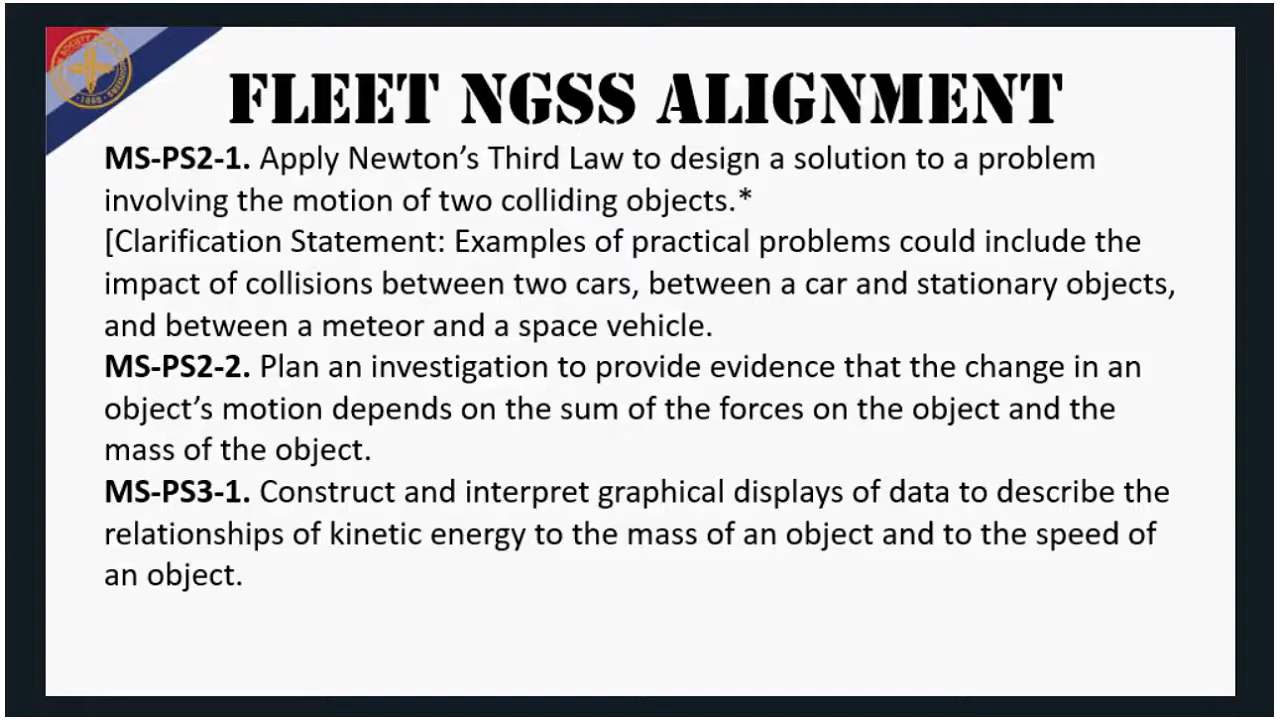 FLEET NGSS ALIGNMENT
MS-PS2-1. Apply Newton's Third Law to design a solution to a problem
involving the motion of two colliding objects.*
[Clarification Statement: Examples of practical problems could include the
impact of collisions between two cars, between a car and stationary objects,
and between a meteor and a space vehicle.
MS-PS2-2. Plan an investigation to provide evidence that the change in an
object's motion depends on the sum of the forces on the object and the
mass of the object.
MS-PS3-1. Construct and interpret graphical displays of data to describe the
relationships of kinetic energy to the mass of an object and to the speed of
an object.